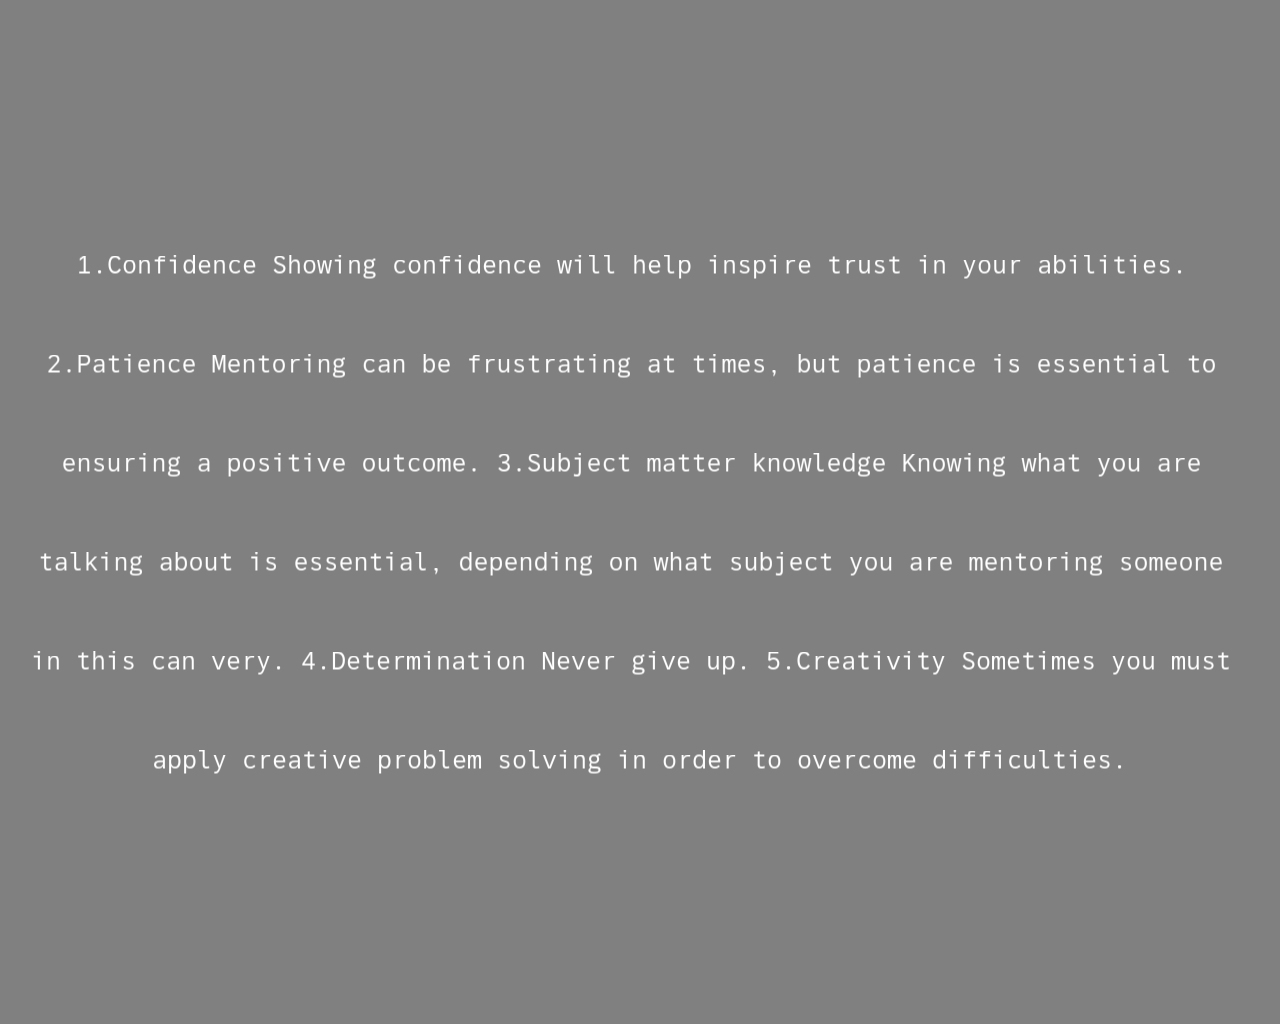 1.Confidence Showing confidence will help inspire trust in your abilities.
2.Patience Mentoring can be frustrating at times, but patience is essential to
ensuring a positive outcome. 3.Subject matter knowledge Knowing what you are
talking about is essential, depending on what subject you are mentoring someone
in this can very. 4.Determination Never give up. 5.Creativity Sometimes you must
apply creative problem solving in order to overcome difficulties.